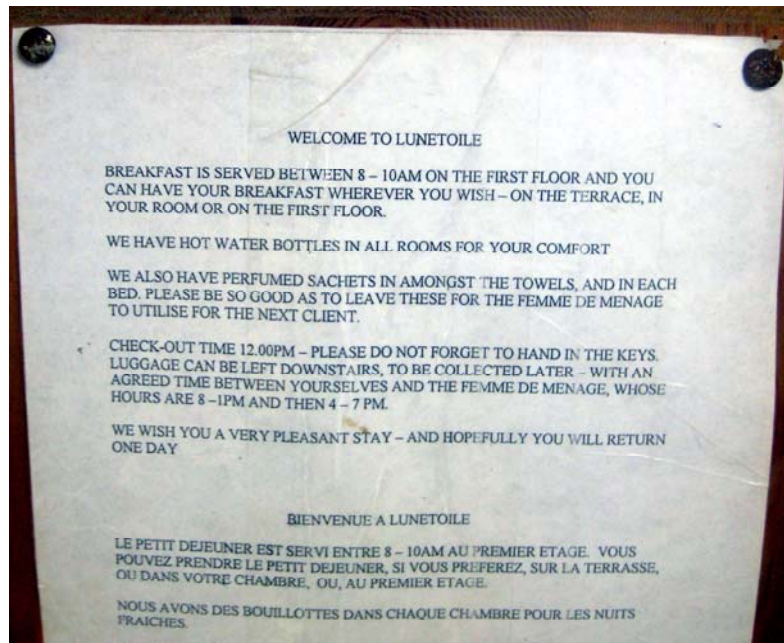 WELCOME TO LUNETOILE
BREAKFAST IS SERVED BETWEEN 8 – 10AM ON THE FIRST FLOOR AND YOU
CAN HAVE YOUR BREAKFAST WHEREVER YOU WISH – ON THE TERRACE, IN
YOUR ROOM OR ON THE FIRST FLOOR.
WE HAVE HOT WATER BOTTLES IN ALL ROOMS FOR YOUR COMFORT
WE ALSO HAVE PERFUMED SACHETS IN AMONGST THE TOWELS, AND IN EACH
BED. PLEASE BE SO GOOD AS TO LEAVE THESE FOR THE FEMME DE MENAGE
TO UTILISE FOR THE NEXT CLIENT.
CHECK-OUT TIME 12.00PM – PLEASE DO NOT FORGET TO HAND IN THE KEYS.
LUGGAGE CAN BE LEFT DOWNSTAIRS, TO BE COLLECTED LATER – WITH AN
AGREED TIME BETWEEN YOURSELVES AND THE FEMME DE MENAGE, WHOSE
HOURS ARE 8 –1PM AND THEN 4 – 7 PM.
WE WISH YOU A VERY PLEASANT STAY – AND HOPEFULLY YOU WILL RETURN
ONE DAY
BIENVENUE A LUNETOILE
LE PETIT DEJEUNER EST SERVI ENTRE 8 – 10AM AU PREMIER ETAGE. VOUS
POUVEZ PRENDRE LE PETIT DEJEUNER, SI VOUS PREFEREZ, SUR LA TERRASSE,
OU DANS VOTRE CHAMBRE, OU, AU PREMIER ETAGE.
NOUS AVONS DES BOUILLOTTES DANS CHAQUE CHAMBRE POUR LES NUITS
FRAICHES.